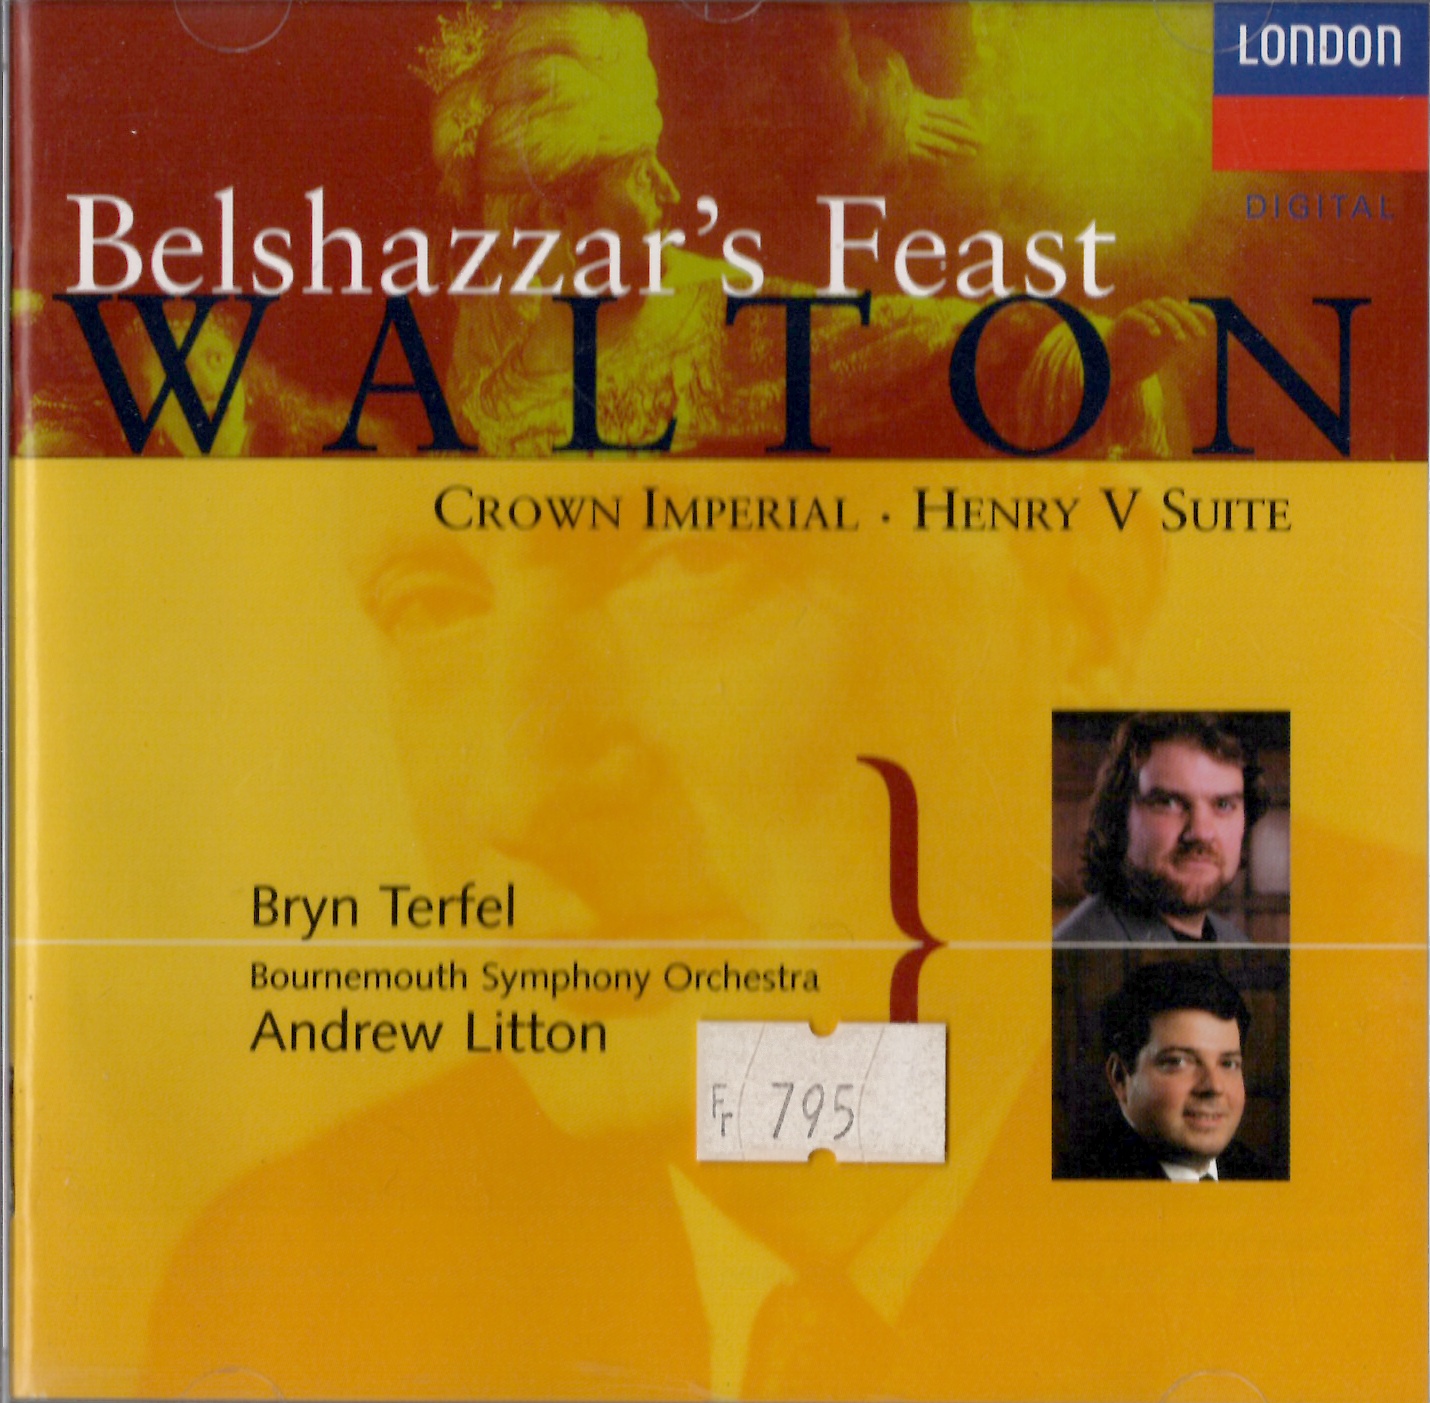 LONDON
DIGITAL
Belshazzar's Feast
WALTON
CROWN IMPERIAL · HENRY V SUITE
Bryn Terfel
Bournemouth Symphony Orchestra
Andrew Litton
Fr 795